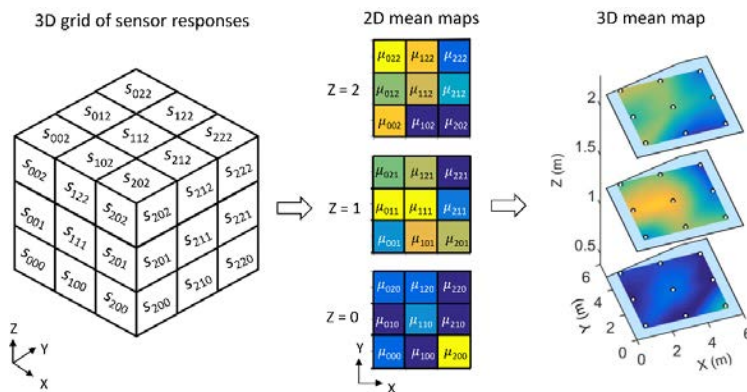 3D grid of sensor responses
2D mean maps
3D mean map
S₀₂₂
S₀₁₂ S₁₂₂
S₀₀₂ S₁₁₂ S₂₂₂
S₁₀₂ S₂₁₂
S₂₀₂
S₀₀₂ S₁₂₂ S₂₀₂
S₀₀₁ S₁₁₁ S₂₀₁
S₀₀₀ S₁₀₀ S₂₀₀
S₂₀₂ S₂₁₂ S₂₂₂
S₂₀₁ S₂₁₁ S₂₂₁
S₂₀₀ S₂₁₀ S₂₂₀
Z
Y
X
Z = 2
μ₀₂₂ μ₁₂₂ μ₂₂₂
μ₀₁₂ μ₁₁₂ μ₂₁₂
μ₀₀₂ μ₁₀₂ μ₂₀₂
Z = 1
μ₀₂₁ μ₁₂₁ μ₂₂₁
μ₀₁₁ μ₁₁₁ μ₂₁₁
μ₀₀₁ μ₁₀₁ μ₂₀₁
Z = 0
μ₀₂₀ μ₁₂₀ μ₂₂₀
μ₀₁₀ μ₁₁₀ μ₂₁₀
μ₀₀₀ μ₁₀₀ μ₂₀₀
Y
X
Z (m)
2
1.5
1
0.5
Y (m)
6
4
2
0
X (m)
0 2 4 6